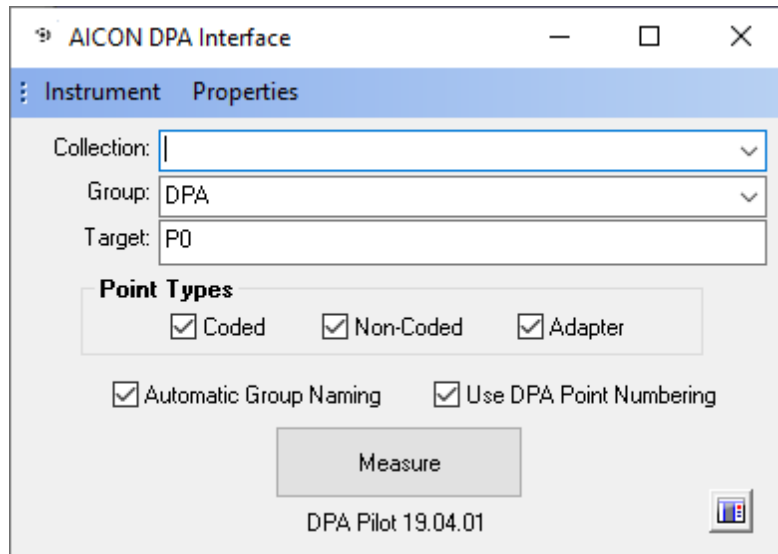 AICON DPA Interface
Instrument Properties
Collection:
Group: DPA
Target: P0
Point Types
Coded Non-Coded Adapter
Automatic Group Naming Use DPA Point Numbering
Measure
DPA Pilot 19.04.01